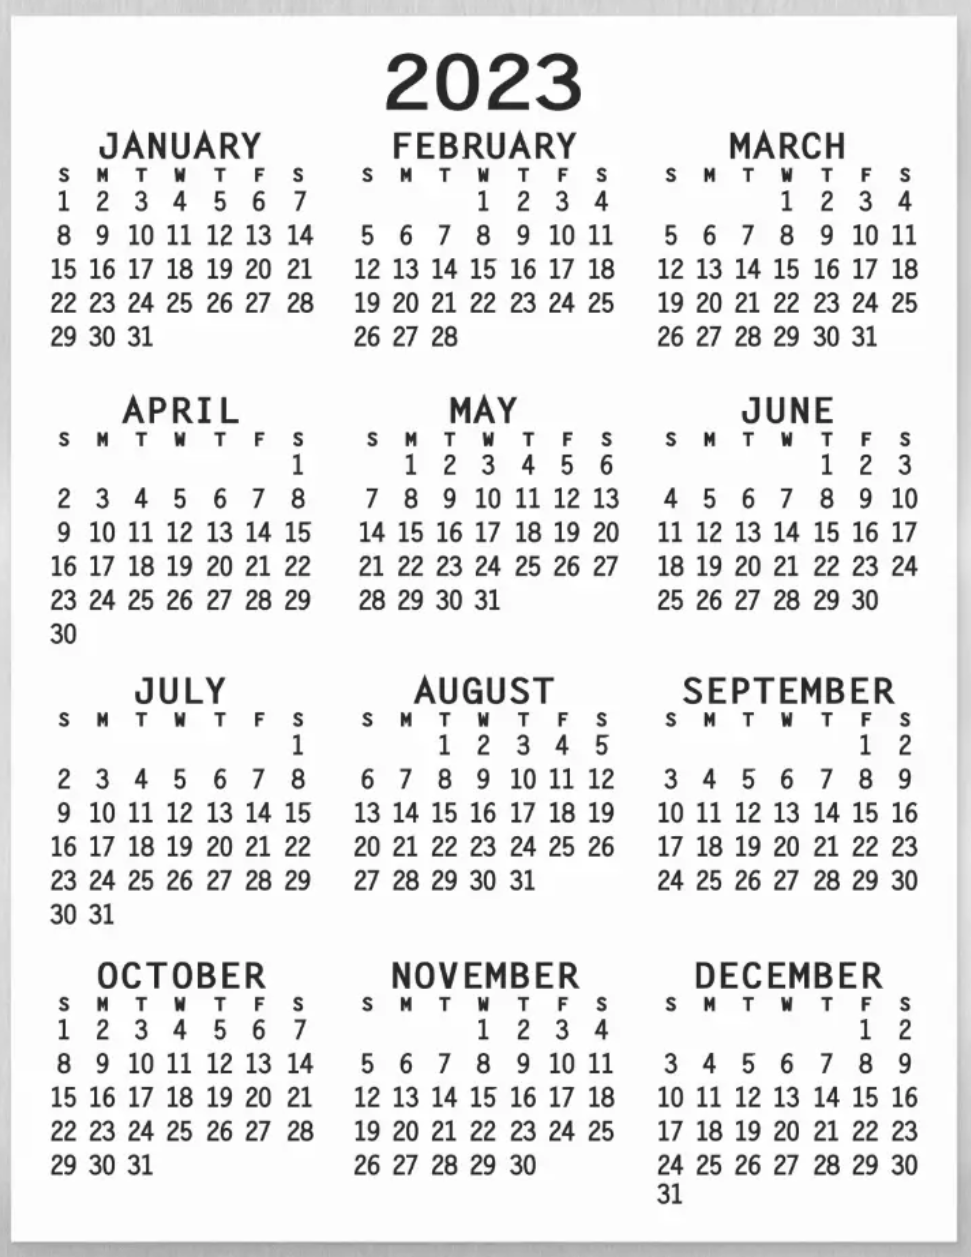 2023
JANUARY
S M T W T F S
1 2 3 4 5 6 7
8 9 10 11 12 13 14
15 16 17 18 19 20 21
22 23 24 25 26 27 28
29 30 31
FEBRUARY
S M T W T F S
1 2 3 4
5 6 7 8 9 10 11
12 13 14 15 16 17 18
19 20 21 22 23 24 25
26 27 28
MARCH
S M T W T F S
1 2 3 4
5 6 7 8 9 10 11
12 13 14 15 16 17 18
19 20 21 22 23 24 25
26 27 28 29 30 31
APRIL
S M T W T F S
1
2 3 4 5 6 7 8
9 10 11 12 13 14 15
16 17 18 19 20 21 22
23 24 25 26 27 28 29
30
MAY
S M T W T F S
1 2 3 4 5 6
7 8 9 10 11 12 13
14 15 16 17 18 19 20
21 22 23 24 25 26 27
28 29 30 31
JUNE
S M T W T F S
1 2 3
4 5 6 7 8 9 10
11 12 13 14 15 16 17
18 19 20 21 22 23 24
25 26 27 28 29 30
JULY
S M T W T F S
1
2 3 4 5 6 7 8
9 10 11 12 13 14 15
16 17 18 19 20 21 22
23 24 25 26 27 28 29
30 31
AUGUST
S M T W T F S
1 2 3 4 5
6 7 8 9 10 11 12
13 14 15 16 17 18 19
20 21 22 23 24 25 26
27 28 29 30 31
SEPTEMBER
S M T W T F S
1 2
3 4 5 6 7 8 9
10 11 12 13 14 15 16
17 18 19 20 21 22 23
24 25 26 27 28 29 30
OCTOBER
S M T W T F S
1 2 3 4 5 6 7
8 9 10 11 12 13 14
15 16 17 18 19 20 21
22 23 24 25 26 27 28
29 30 31
NOVEMBER
S M T W T F S
1 2 3 4
5 6 7 8 9 10 11
12 13 14 15 16 17 18
19 20 21 22 23 24 25
26 27 28 29 30
DECEMBER
S M T W T F S
1 2
3 4 5 6 7 8 9
10 11 12 13 14 15 16
17 18 19 20 21 22 23
24 25 26 27 28 29 30
31